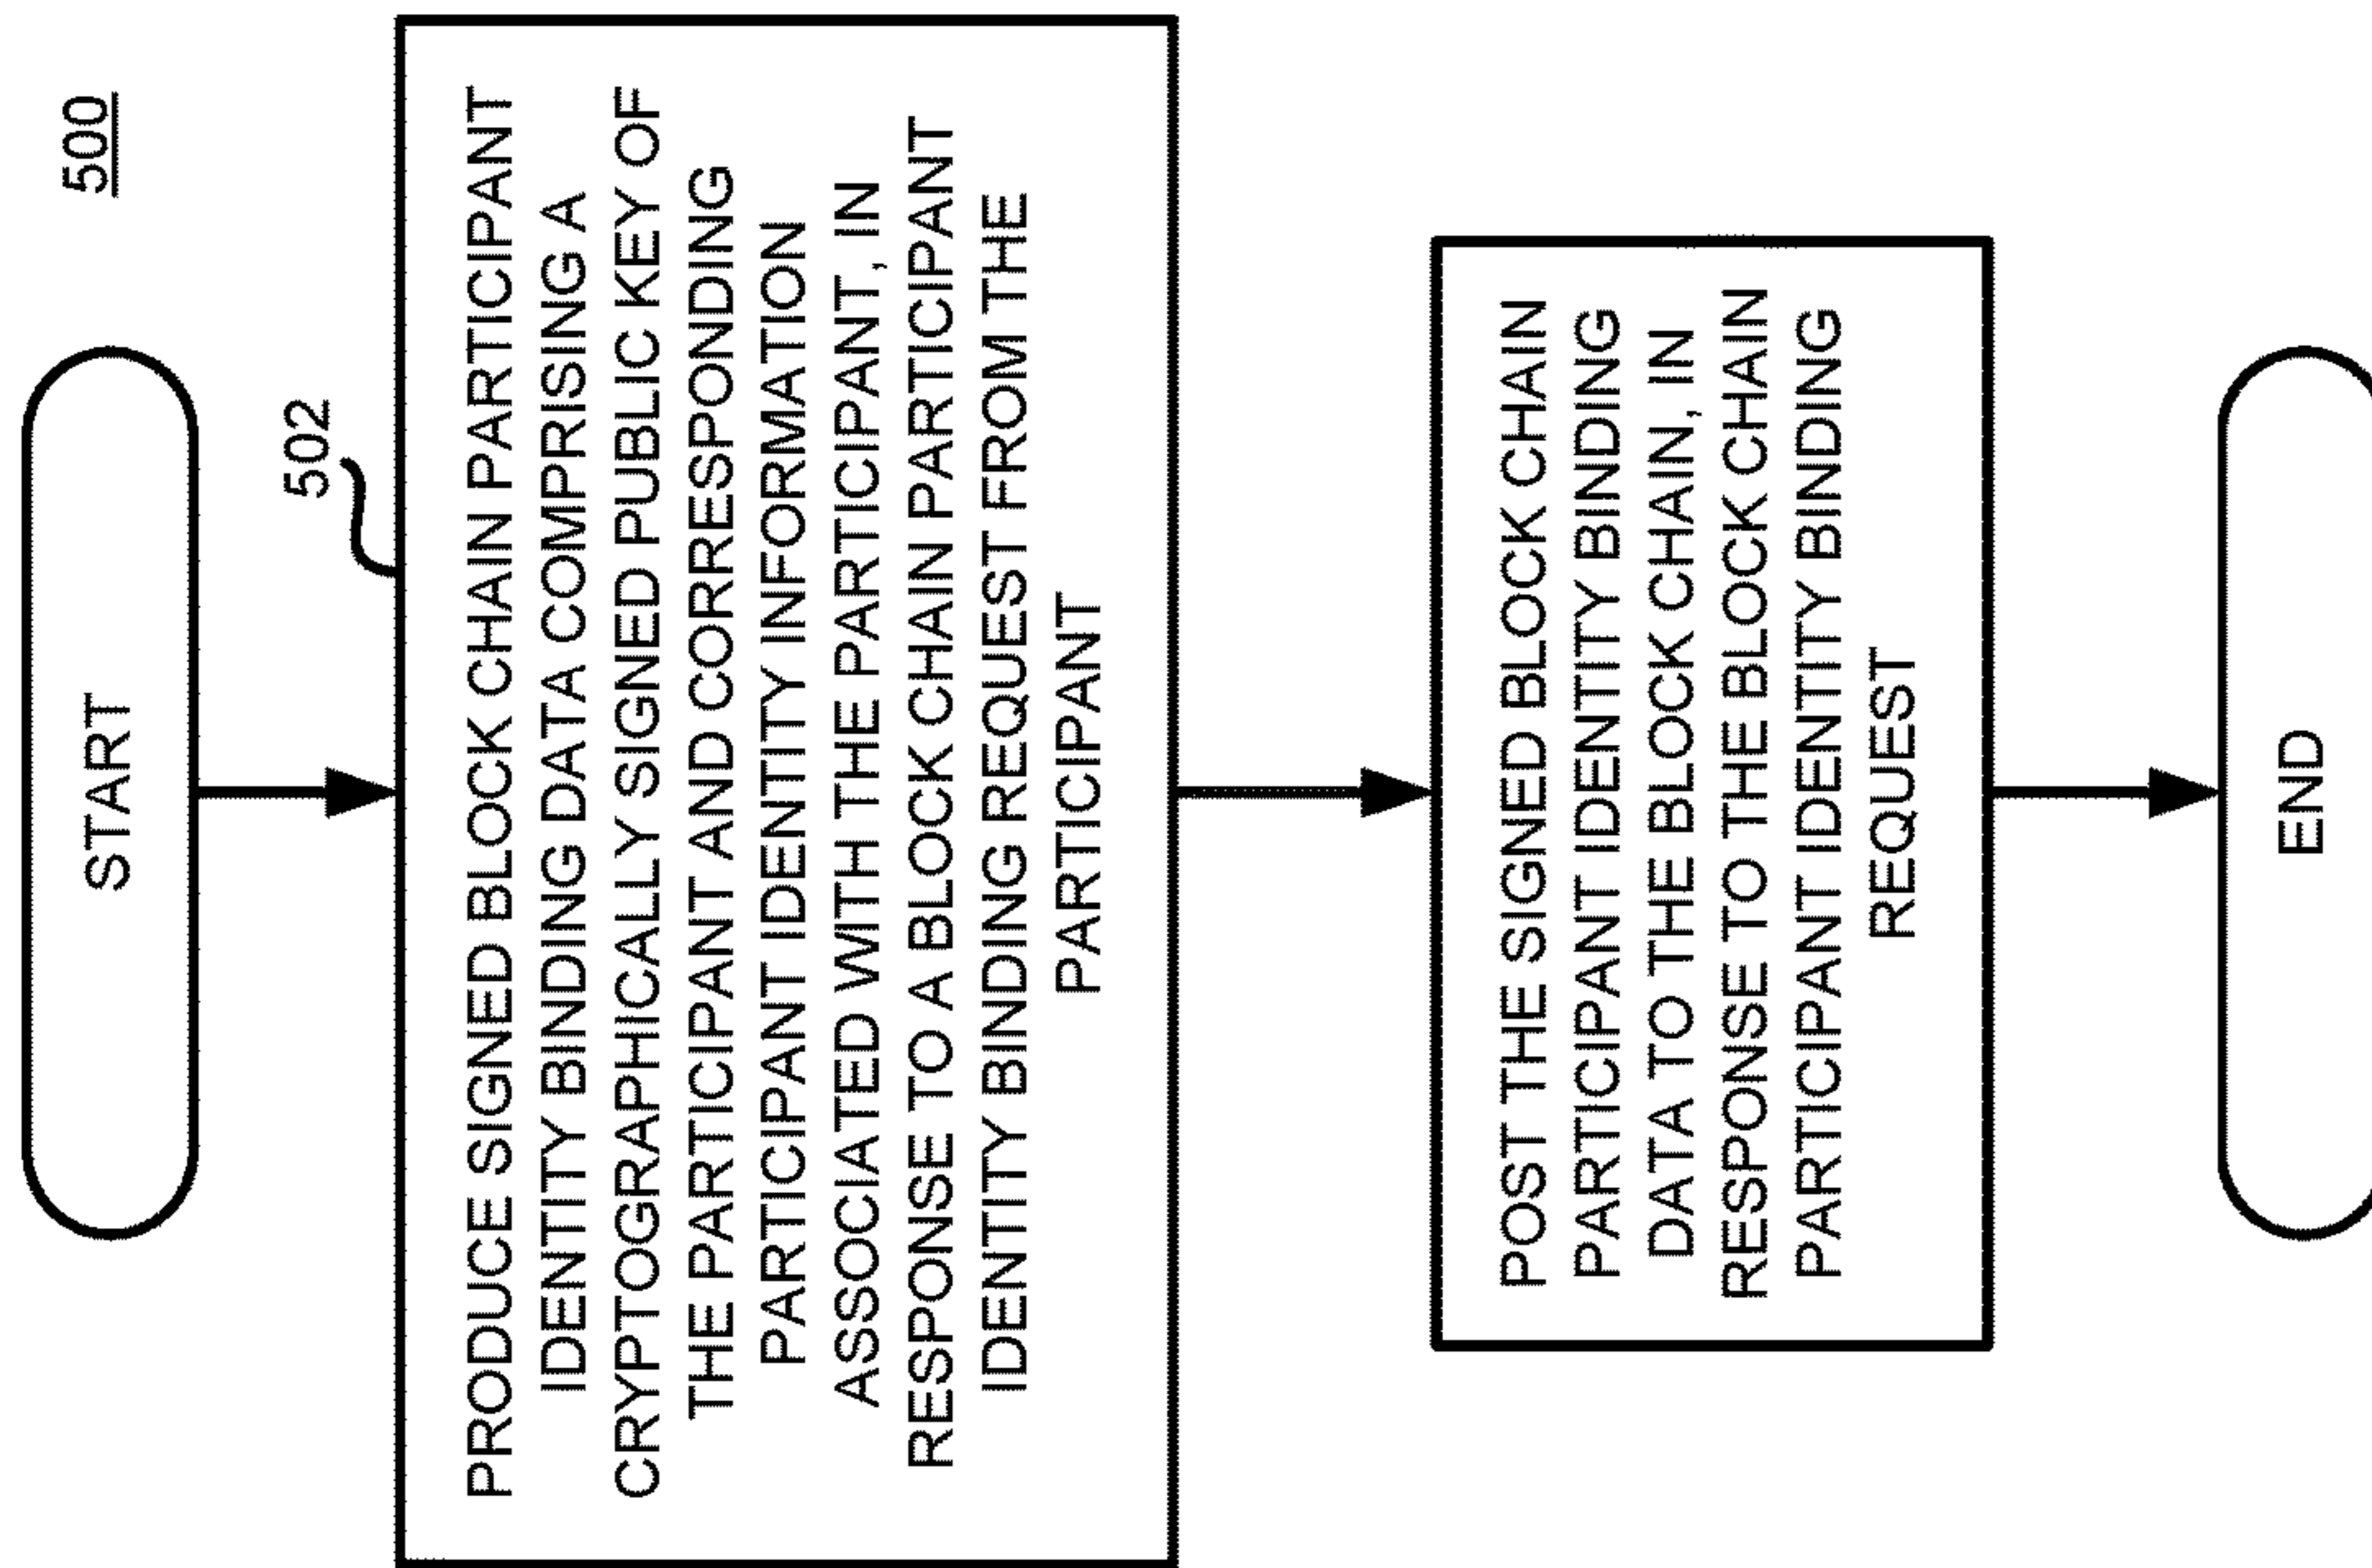 500
START
502
PRODUCE SIGNED BLOCK CHAIN PARTICIPANT
IDENTITY BINDING DATA COMPRISING A
CRYPTOGRAPHICALLY SIGNED PUBLIC KEY OF
THE PARTICIPANT AND CORRESPONDING
PARTICIPANT IDENTITY INFORMATION
ASSOCIATED WITH THE PARTICIPANT, IN
RESPONSE TO A BLOCK CHAIN PARTICIPANT
IDENTITY BINDING REQUEST FROM THE
PARTICIPANT
POST THE SIGNED BLOCK CHAIN
PARTICIPANT IDENTITY BINDING
DATA TO THE BLOCK CHAIN, IN
RESPONSE TO THE BLOCK CHAIN
PARTICIPANT IDENTITY BINDING
REQUEST
END